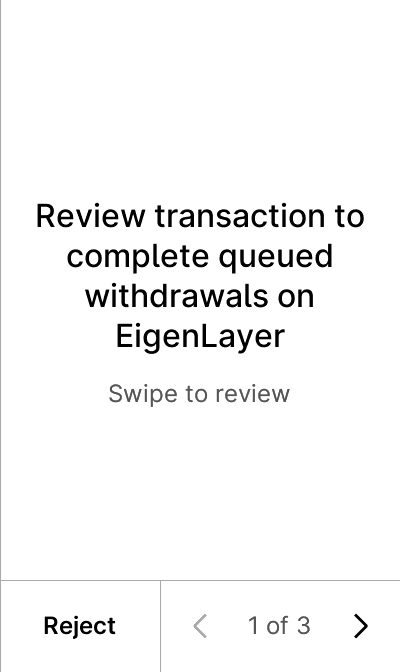 Review transaction to
complete queued
withdrawals on
EigenLayer
Swipe to review
Reject
1 of 3